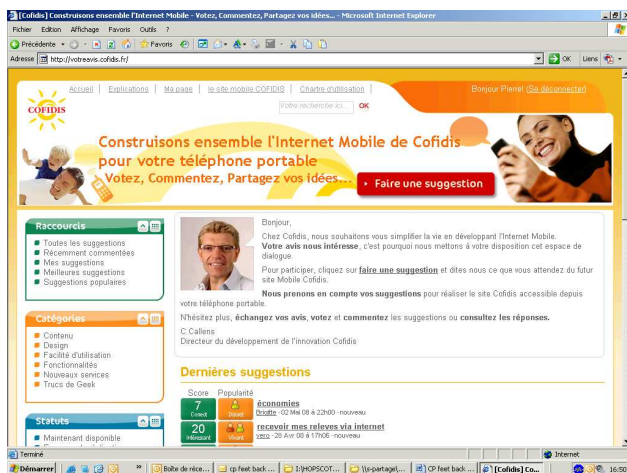 [Cofidis] Construisons ensemble l'Internet Mobile - Votez, Commentez, Partagez vos idées... - Microsoft Internet Explorer
Fichier Edition Affichage Favoris Outils ?
Précédente Favoris
Adresse http://votreavis.cofidis.fr/ OK Liens
Accueil | Explications | Ma page | le site mobile COFIDIS | Chartre d'utilisation |
Bonjour Pierrel (Se déconnecter)
Votre recherche ici... OK
COFIDIS
Construisons ensemble l'Internet Mobile de Cofidis
pour votre téléphone portable
Votez, Commentez, Partagez vos idées...
Faire une suggestion
Raccourcis
Toutes les suggestions
Récemment commentées
Mes suggestions
Meilleures suggestions
Suggestions populaires
Catégories
Contenu
Design
Facilité d'utilisation
Fonctionnalités
Nouveaux services
Trucs de Geek
Statuts
Maintenant disponible
Bonjour,
Chez Cofidis, nous souhaitons vous simplifier la vie en développant l'Internet Mobile.
Votre avis nous intéresse, c'est pourquoi nous mettons à votre disposition cet espace de
dialogue.
Pour participer, cliquez sur faire une suggestion et dites nous ce que vous attendez du futur
site Mobile Cofidis.
Nous prenons en compte vos suggestions pour réaliser le site Cofidis accessible depuis
votre téléphone portable.
N'hésitez plus, échangez vos avis, votez et commentez les suggestions ou consultez les réponses.
C.Callens
Directeur du développement de l'innovation Cofidis
Dernières suggestions
Score Popularité
7
Correct Discret
économies
Brigitte - 02 Mai 08 à 22h00 - nouveau
20
Intéressant Vivant
recevoir mes releves via internet
vero - 28 Avr 08 à 17h06 - nouveau
Terminé Internet
Démarrer » Boîte de réce... cp feet back ... I:\HOPSCOT... \\s-partage\... CP feet back ... [Cofidis] Co... 16:50